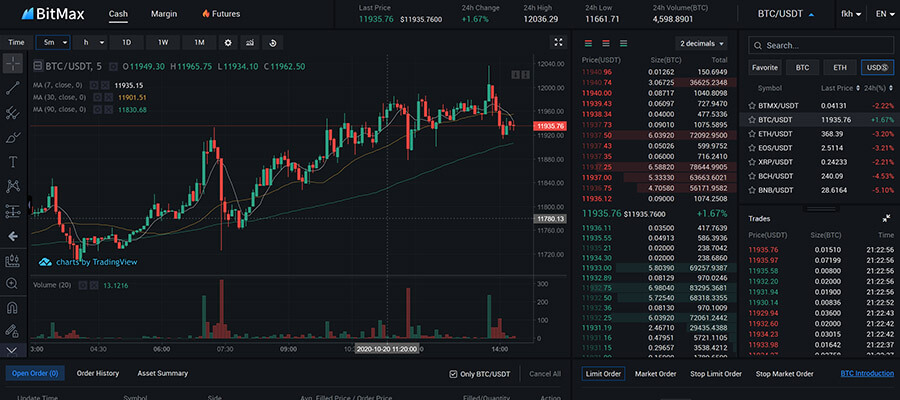 BitMax Cash Margin Futures
Last Price 24h Change 24h High 24h Low 24h Volume(BTC)
11935.76 $11935.7600 +1.67% 12036.29 11661.71 4,598.8901
BTC/USDT fkh EN
Time 5m h 1D 1W 1M
BTC/USDT, 5 O11949.30 H11965.75 L11934.10 C11962.50
MA (7, close, 0) 11935.15
MA (30, close, 0) 11901.51
MA (90, close, 0) 11830.68
12040.00
12000.00
11960.00
11935.76
11920.00
11880.00
11840.00
11800.00
11780.13
11760.00
11720.00
charts by TradingView
Volume (20) 13.1216
300
200
100
0
3:00 04:30 06:00 07:30 09:00 10: 2020-10-20 11:20:00 14:00
2 decimals
Price(USDT) Size(BTC) Total
11940.96 0.01262 150.6949
11940.74 0.06725 36625.2348
11940.00 0.08717 1040.8098
11939.43 0.06097 727.9470
11938.34 0.04000 477.5336
11937.73 0.09010 1075.5895
11937.50 6.03920 72092.9500
11937.43 0.05026 599.9752
11937.35 0.06000 716.2410
11937.25 6.58820 78644.9905
11937.00 5.33330 63663.6021
11936.75 4.70580 56171.9582
11936.12 0.09000 1074.2508
11935.76 $11935.7600 +1.67%
11936.11 0.03500 417.7639
11935.55 0.04913 586.3936
11935.21 0.02000 238.7042
11934.30 0.02000 238.6860
11933.00 5.80390 69257.9387
11932.89 0.08129 970.0246
11932.75 6.98040 83295.3681
11932.50 5.72540 68318.3355
11932.36 0.08130 970.1009
11932.25 6.03920 72061.2442
11931.19 2.46710 29435.4388
11931.16 0.47951 5721.1105
11931.15 0.29657 3538.4212
Search...
Favorite BTC ETH USDⓈ
Symbol Last Price 24h(%)
BTMX/USDT 0.04131 -2.22%
BTC/USDT 11935.76 +1.67%
ETH/USDT 368.39 -3.20%
EOS/USDT 2.5114 -3.21%
XRP/USDT 0.24233 -2.21%
BCH/USDT 240.09 -4.53%
BNB/USDT 28.6164 -5.10%
Trades
Price(USDT) Size(BTC) Time
11935.76 0.01510 21:22:56
11935.97 0.07199 21:22:56
11935.58 0.00800 21:22:56
11932.20 0.02000 21:22:56
11931.94 0.01900 21:22:56
11930.14 0.00836 21:22:52
11929.94 0.03600 21:22:43
11932.60 0.02000 21:22:43
11934.23 0.03015 21:22:43
11933.98 0.01642 21:22:37
Open Order (0) Order History Asset Summary Only BTC/USDT Cancel All
Update Time Symbol Side Avg. Filled Price / Order Price Filled/Quantity Action
Limit Order Market Order Stop Limit Order Stop Market Order BTC Introduction